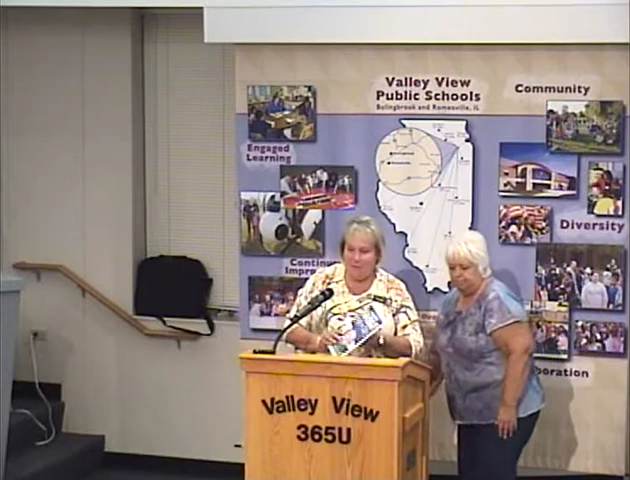 Valley View
Public Schools
Bolingbrook and Romeoville, IL
Community
Engaged
Learning
Diversity
Valley View
365U